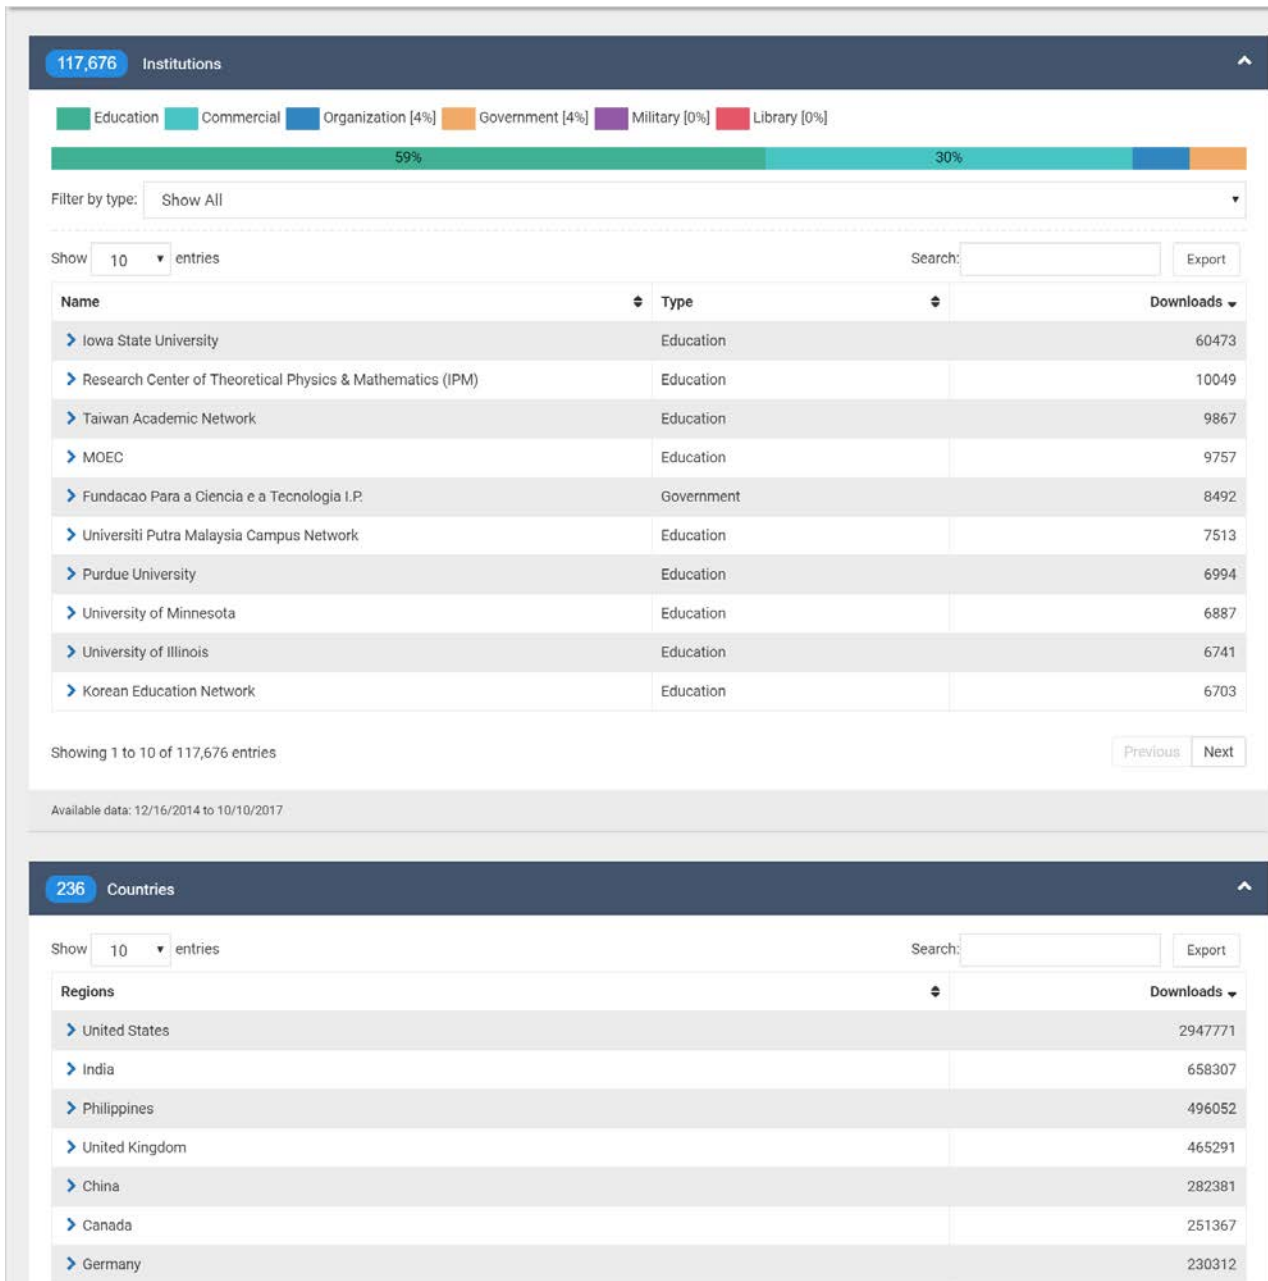 117,676 Institutions
Education Commercial Organization [4%] Government [4%] Military [0%] Library [0%]
59% 30%
Filter by type: Show All
Show 10 entries Search: Export
Name Type Downloads
Iowa State University Education 60473
Research Center of Theoretical Physics & Mathematics (IPM) Education 10049
Taiwan Academic Network Education 9867
MOEC Education 9757
Fundacao Para a Ciencia e a Tecnologia I.P. Government 8492
Universiti Putra Malaysia Campus Network Education 7513
Purdue University Education 6994
University of Minnesota Education 6887
University of Illinois Education 6741
Korean Education Network Education 6703
Showing 1 to 10 of 117,676 entries Previous Next
Available data: 12/16/2014 to 10/10/2017
236 Countries
Show 10 entries Search: Export
Regions Downloads
United States 2947771
India 658307
Philippines 496052
United Kingdom 465291
China 282381
Canada 251367
Germany 230312